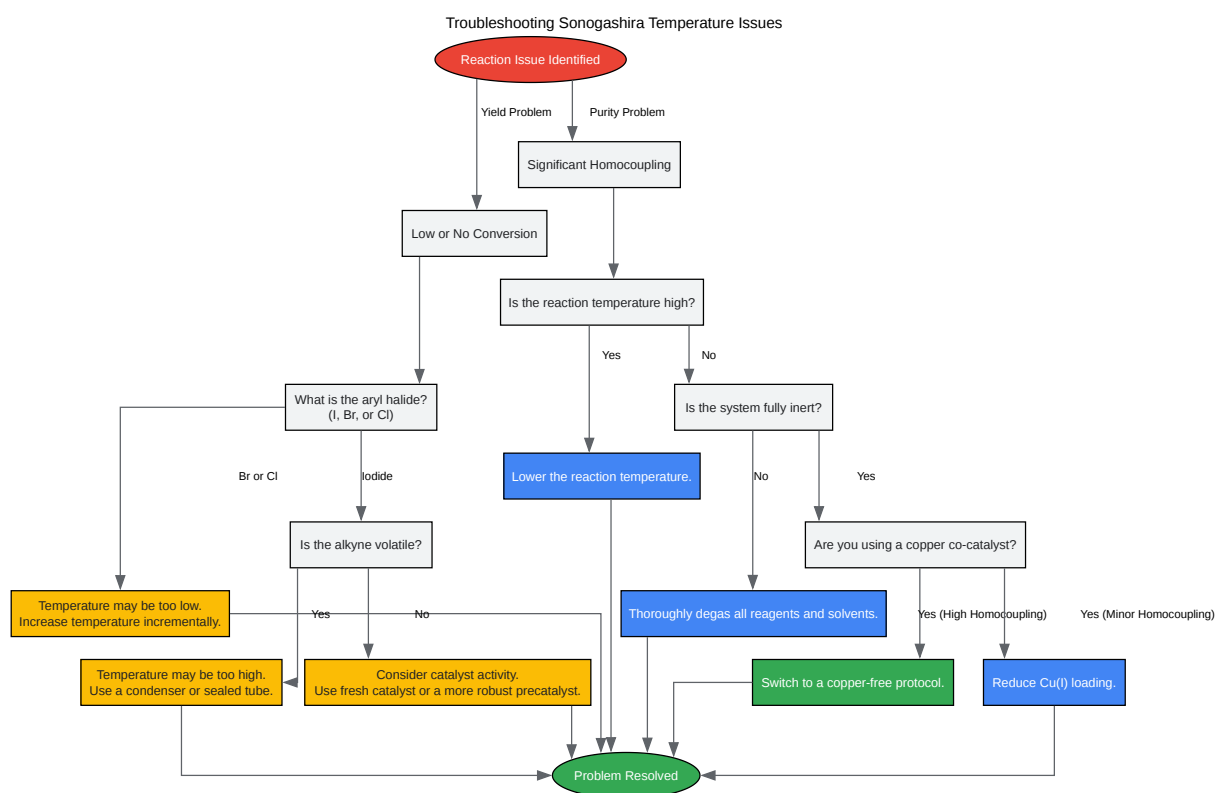 Troubleshooting Sonogashira Temperature Issues
Reaction Issue Identified
Yield Problem
Purity Problem
Significant Homocoupling
Low or No Conversion
Is the reaction temperature high?
Yes
No
What is the aryl halide?
(I, Br, or Cl)
Is the system fully inert?
Br or Cl
Iodide
Lower the reaction temperature.
No
Yes
Is the alkyne volatile?
Are you using a copper co-catalyst?
Temperature may be too low.
Increase temperature incrementally.
Yes
No
Thoroughly degas all reagents and solvents.
Yes (High Homocoupling)
Yes (Minor Homocoupling)
Temperature may be too high.
Use a condenser or sealed tube.
Consider catalyst activity.
Use fresh catalyst or a more robust precatalyst.
Switch to a copper-free protocol.
Reduce Cu(I) loading.
Problem Resolved